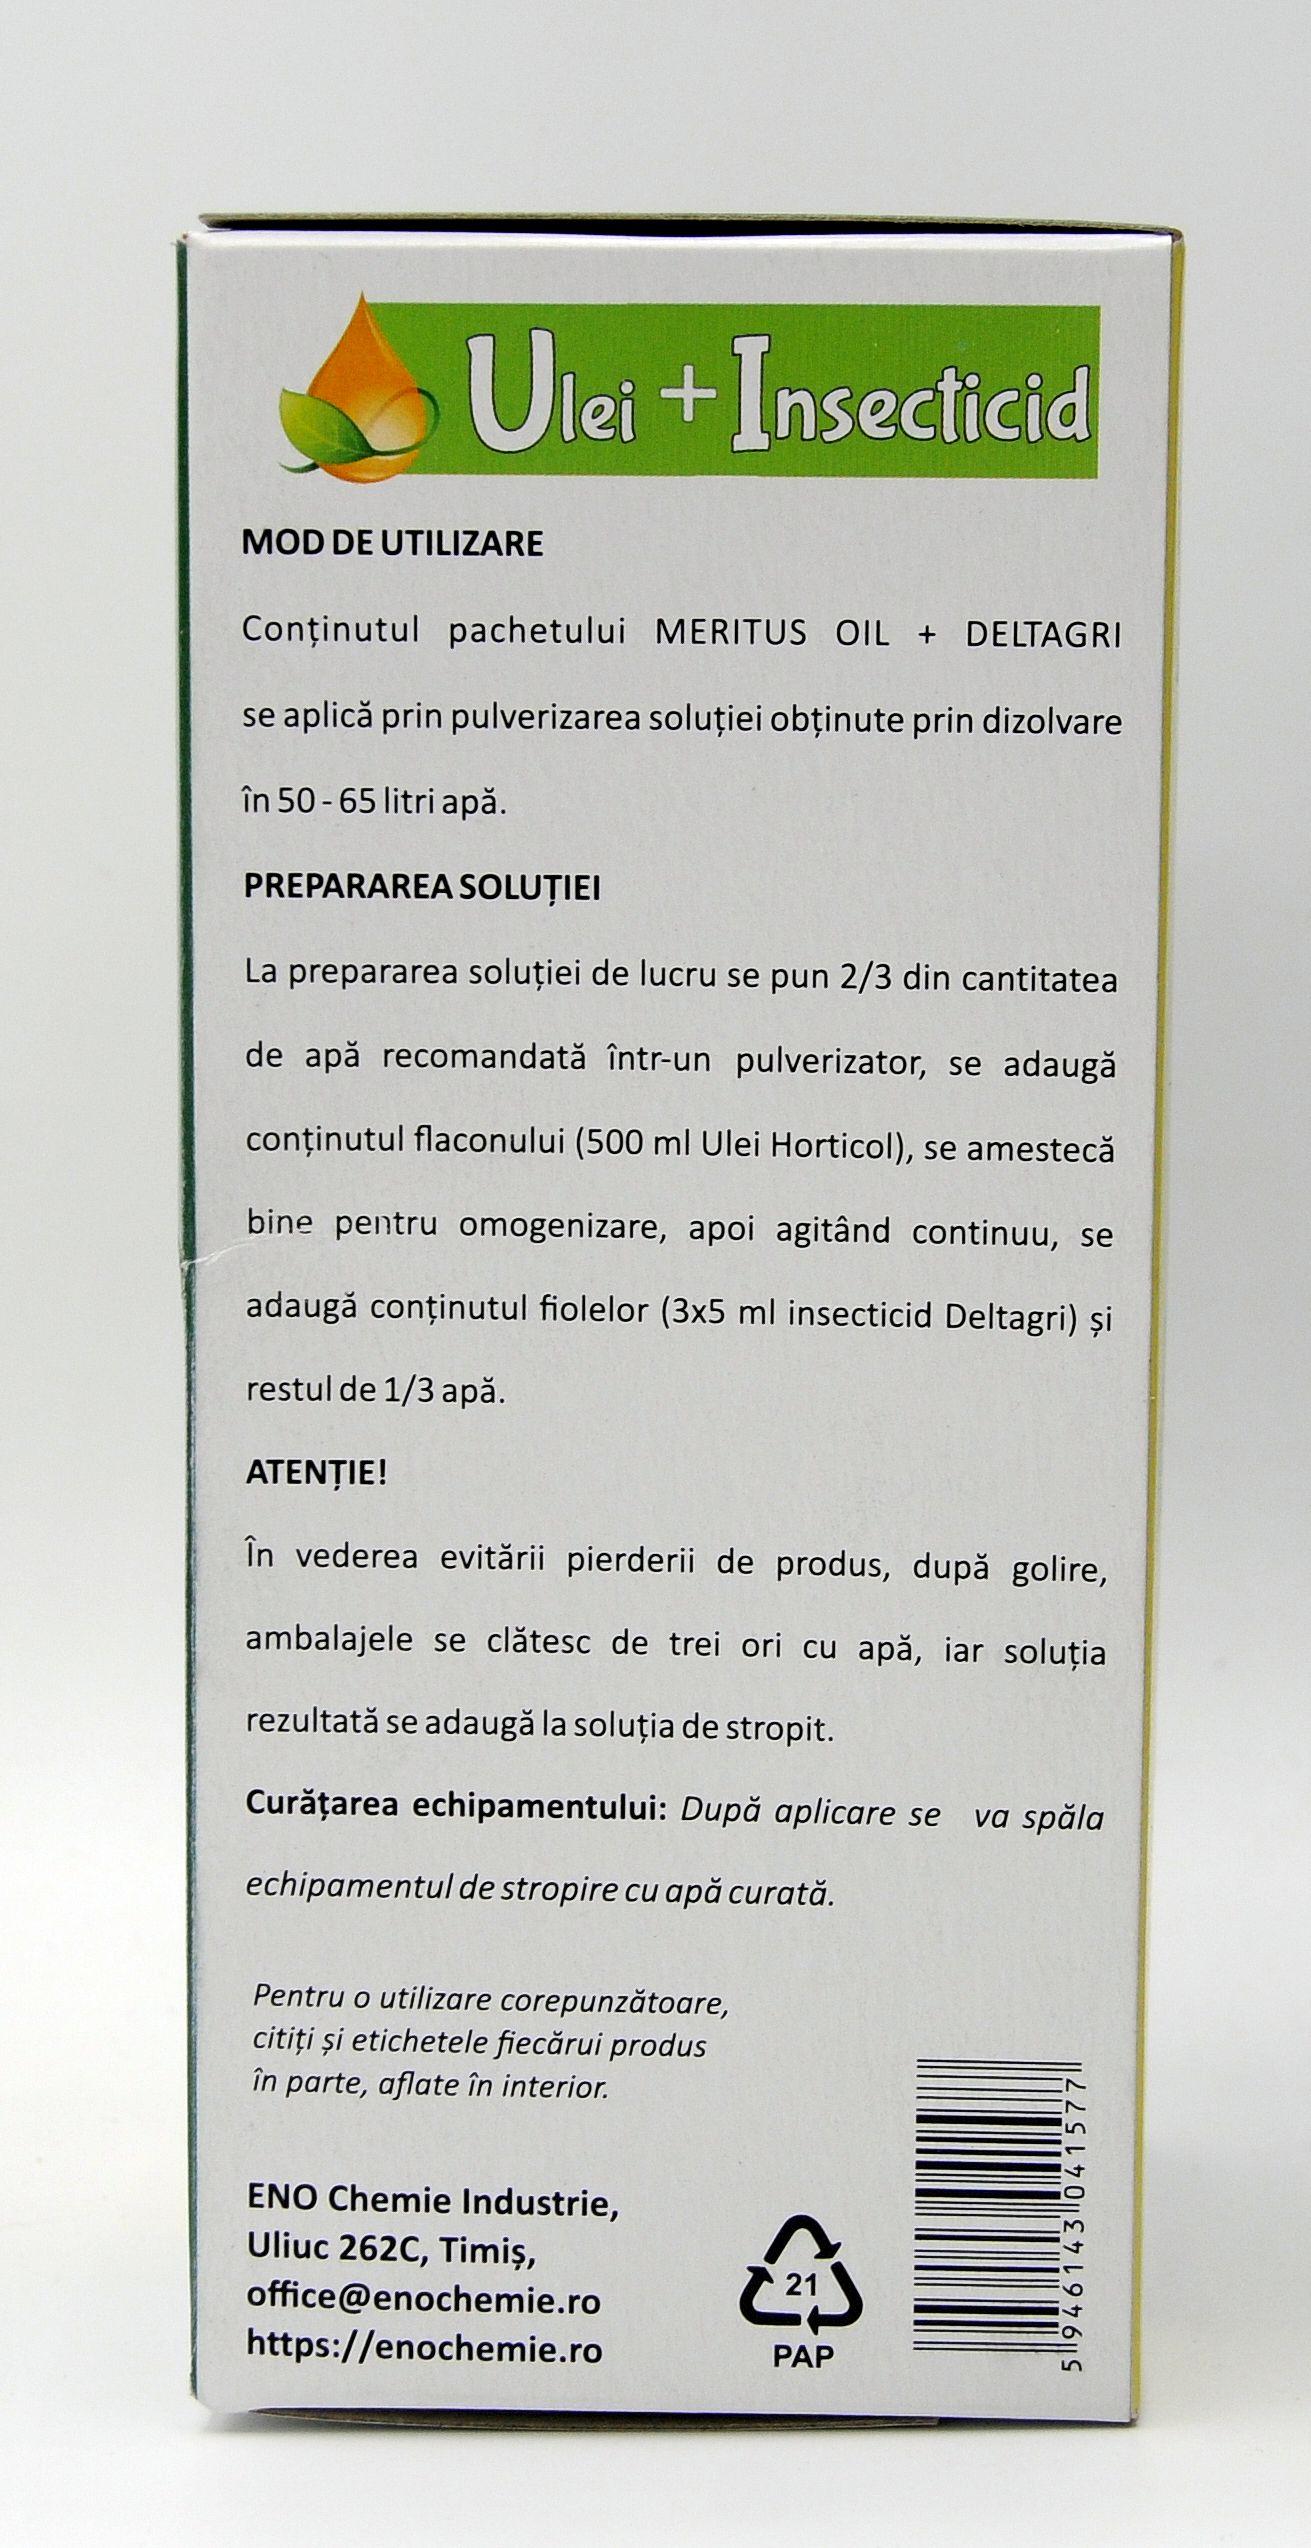 Ulei + Insecticid
MOD DE UTILIZARE
Conținutul pachetului MERITUS OIL + DELTAGRI
se aplică prin pulverizarea soluției obținute prin dizolvare
în 50 - 65 litri apă.
PREPARAREA SOLUȚIEI
La prepararea soluției de lucru se pun 2/3 din cantitatea
de apă recomandată într-un pulverizator, se adaugă
conținutul flaconului (500 ml Ulei Horticol), se amestecă
bine pentru omogenizare, apoi agitând continuu, se
adaugă conținutul fiolelor (3x5 ml insecticid Deltagri) și
restul de 1/3 apă.
ATENȚIE!
În vederea evitării pierderii de produs, după golire,
ambalajele se clătesc de trei ori cu apă, iar soluția
rezultată se adaugă la soluția de stropit.
Curățarea echipamentului: După aplicare se va spăla
echipamentul de stropire cu apă curată.
Pentru o utilizare corepunzătoare,
citiți și etichetele fiecărui produs
în parte, aflate în interior.
ENO Chemie Industrie,
Uliuc 262C, Timiș,
office@enochemie.ro
https://enochemie.ro
21
PAP
5 946143 041577